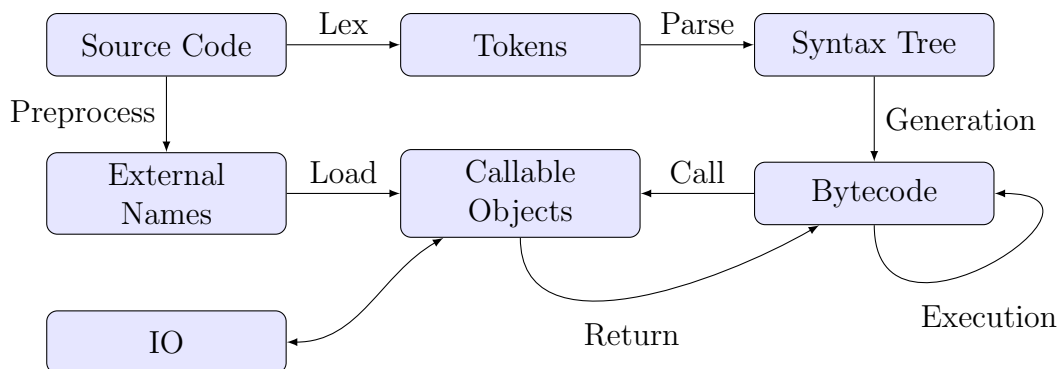 Source Code
Lex
Tokens
Parse
Syntax Tree
Preprocess
Generation
External
Names
Load
Callable
Objects
Call
Bytecode
IO
Return
Execution